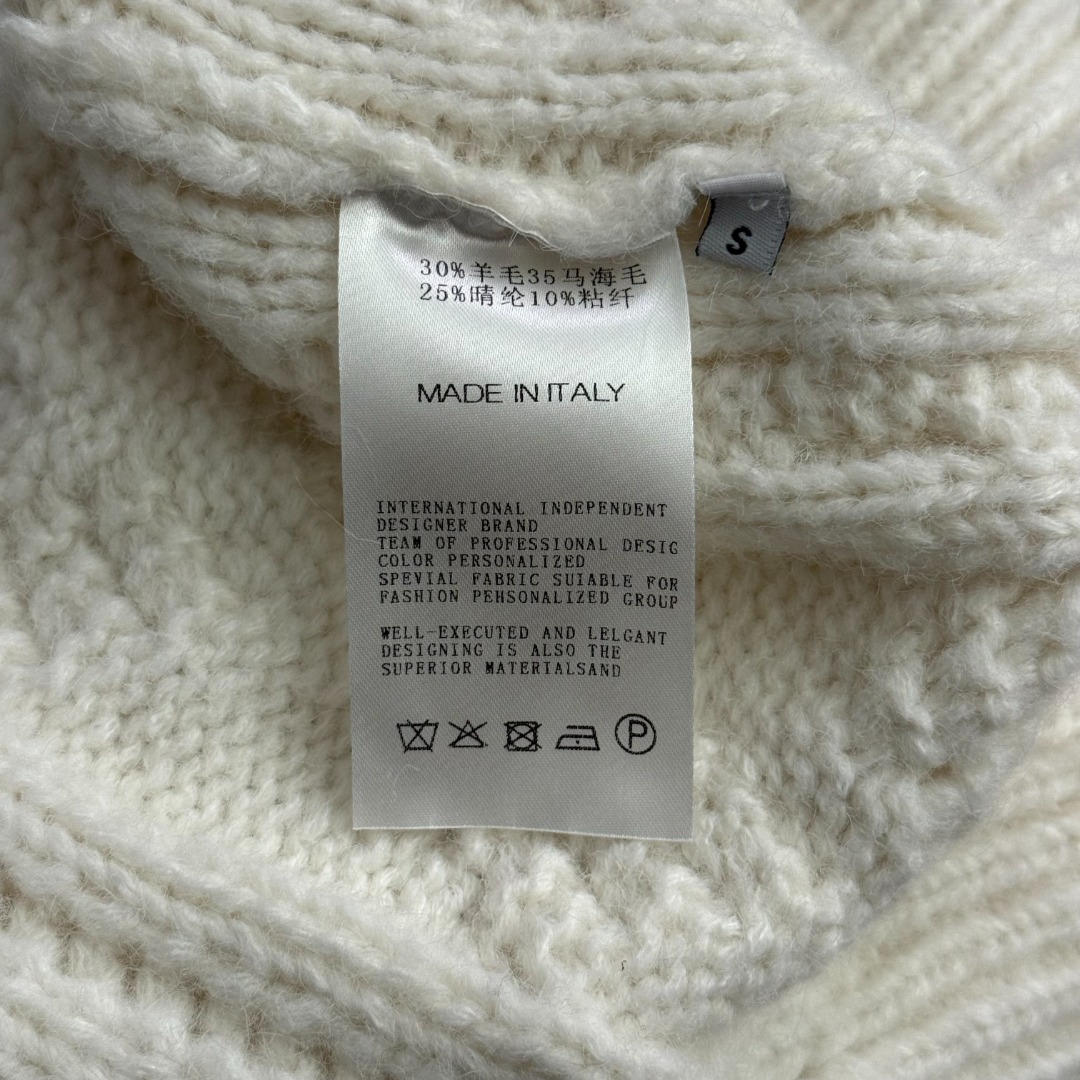 30%羊毛35马海毛
25%晴纶10%粘纤
S
MADE IN ITALY
INTERNATIONAL INDEPENDENT
DESIGNER BRAND
TEAM OF PROFESSIONAL DESIG
COLOR PERSONALIZED
SPEVIAL FABRIC SUIABLE FOR
FASHION PEHSONALIZED GROUP
WELL-EXECUTED AND LELGANT
DESIGNING IS ALSO THE
SUPERIOR MATERIALSAND
P